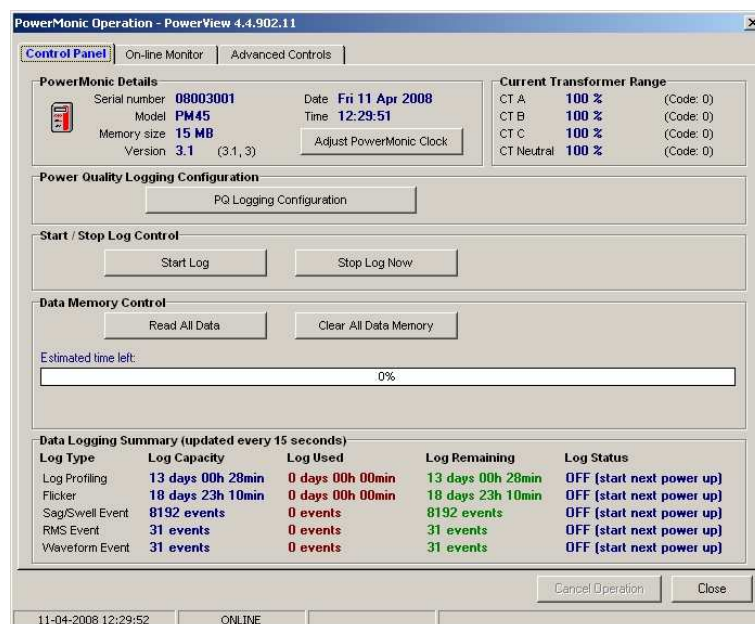 PowerMonic Operation - PowerView 4.4.902.11
Control Panel On-line Monitor Advanced Controls
PowerMonic Details
Serial number 08003001 Date Fri 11 Apr 2008
Model PM45 Time 12:29:51
Memory size 15 MB
Version 3.1 (3.1, 3)
Adjust PowerMonic Clock
Current Transformer Range
CT A 100 % (Code: 0)
CT B 100 % (Code: 0)
CT C 100 % (Code: 0)
CT Neutral 100 % (Code: 0)
Power Quality Logging Configuration
PQ Logging Configuration
Start / Stop Log Control
Start Log Stop Log Now
Data Memory Control
Read All Data Clear All Data Memory
Estimated time left:
0%
Data Logging Summary (updated every 15 seconds)
Log Type Log Capacity Log Used Log Remaining Log Status
Log Profiling 13 days 00h 28min 0 days 00h 00min 13 days 00h 28min OFF (start next power up)
Flicker 18 days 23h 10min 0 days 00h 00min 18 days 23h 10min OFF (start next power up)
Sag/Swell Event 8192 events 0 events 8192 events OFF (start next power up)
RMS Event 31 events 0 events 31 events OFF (start next power up)
Waveform Event 31 events 0 events 31 events OFF (start next power up)
Cancel Operation Close
11-04-2008 12:29:52 ONLINE